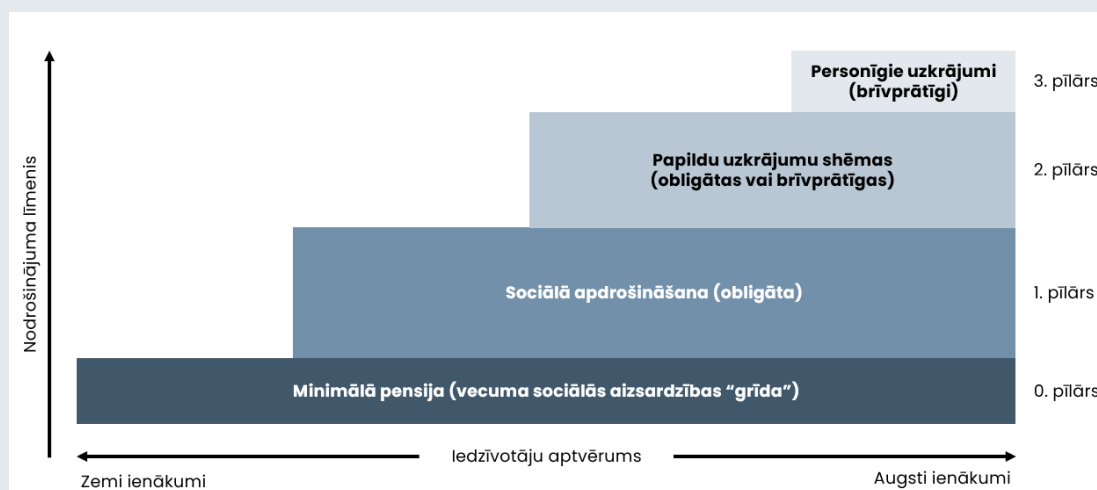 Personīgie uzkrājumi
(brīvprātīgi)
3. pīlārs
Papildu uzkrājumu shēmas
(obligātas vai brīvprātīgas)
2. pīlārs
Nodrošinājuma līmenis
Sociālā apdrošināšana (obligāta)
1. pīlārs
Minimālā pensija (vecuma sociālās aizsardzības “grīda”)
0. pīlārs
Iedzīvotāju aptvērums
Zemi ienākumi
Augsti ienākumi